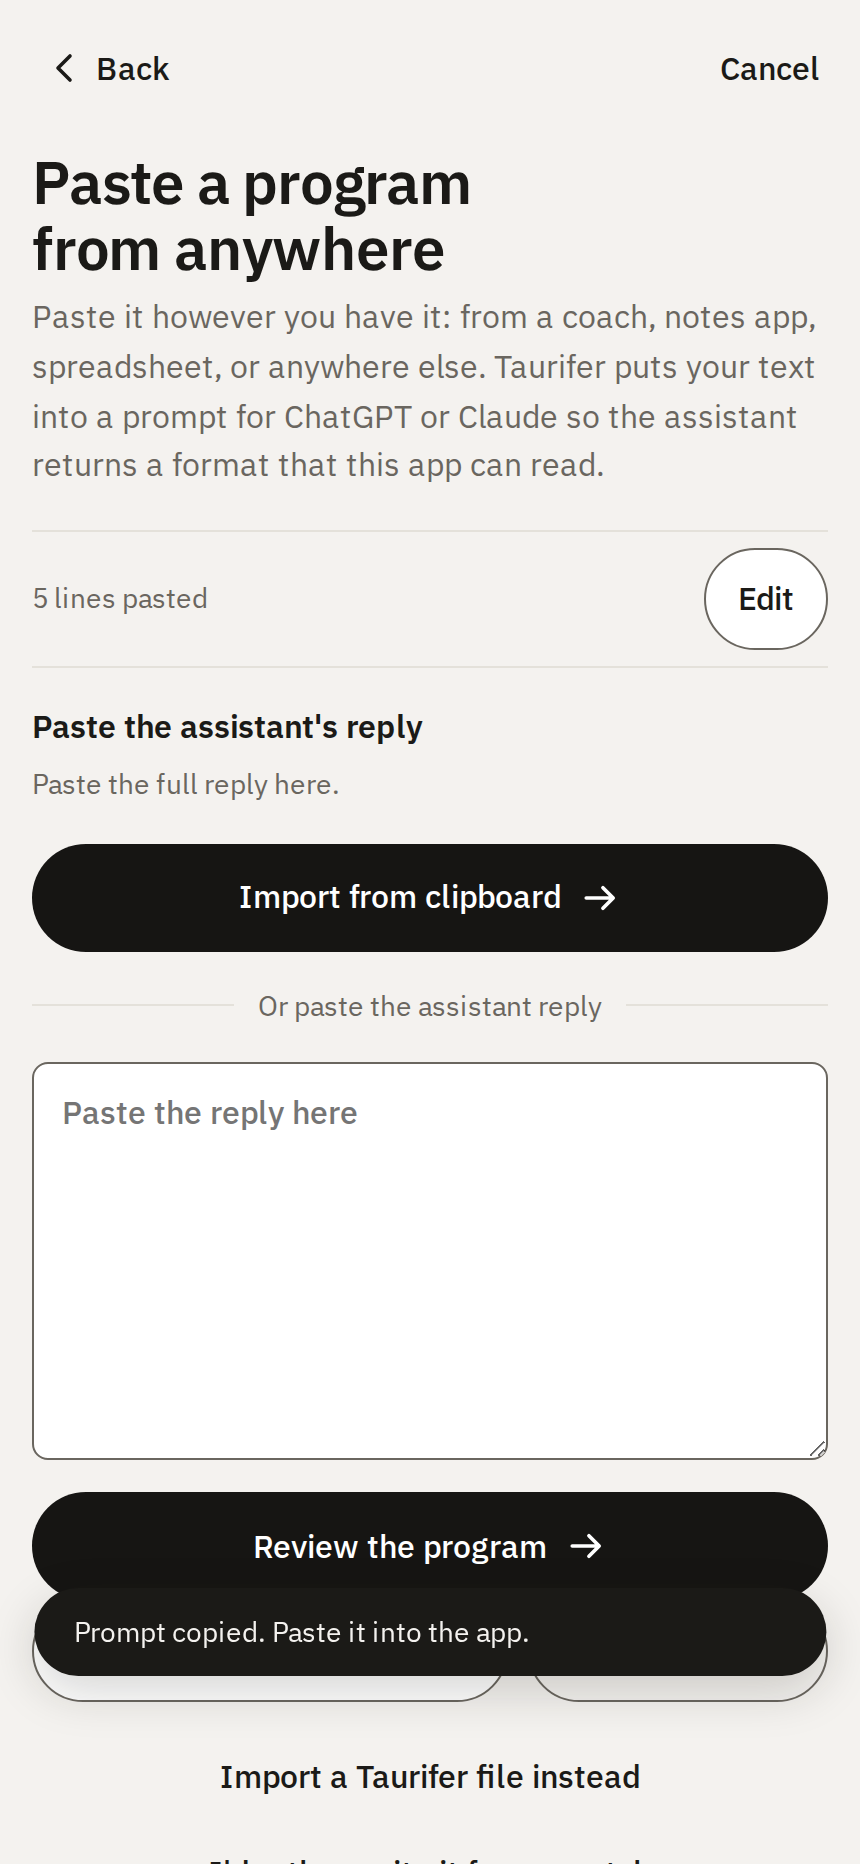 Back
Cancel
Paste a program
from anywhere
Paste it however you have it: from a coach, notes app,
spreadsheet, or anywhere else. Taurifer puts your text
into a prompt for ChatGPT or Claude so the assistant
returns a format that this app can read.
5 lines pasted
Edit
Paste the assistant's reply
Paste the full reply here.
Import from clipboard
Or paste the assistant reply
Paste the reply here
Review the program
Prompt copied. Paste it into the app.
Import a Taurifer file instead